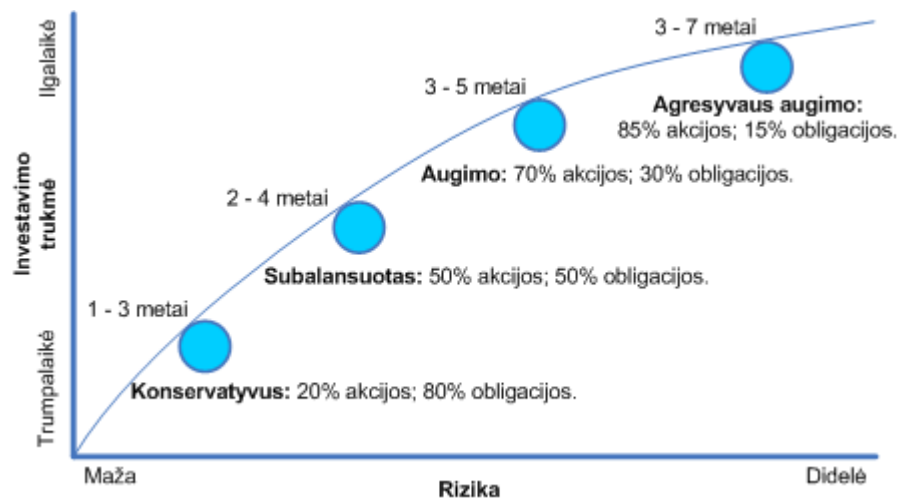 Ilgalaikė
Investavimo
trukmė
Trumpalaikė
3 - 7 metai
Agresyvaus augimo:
85% akcijos; 15% obligacijos.
3 - 5 metai
Augimo: 70% akcijos; 30% obligacijos.
2 - 4 metai
Subalansuotas: 50% akcijos; 50% obligacijos.
1 - 3 metai
Konservatyvus: 20% akcijos; 80% obligacijos.
Maža
Rizika
Didelė